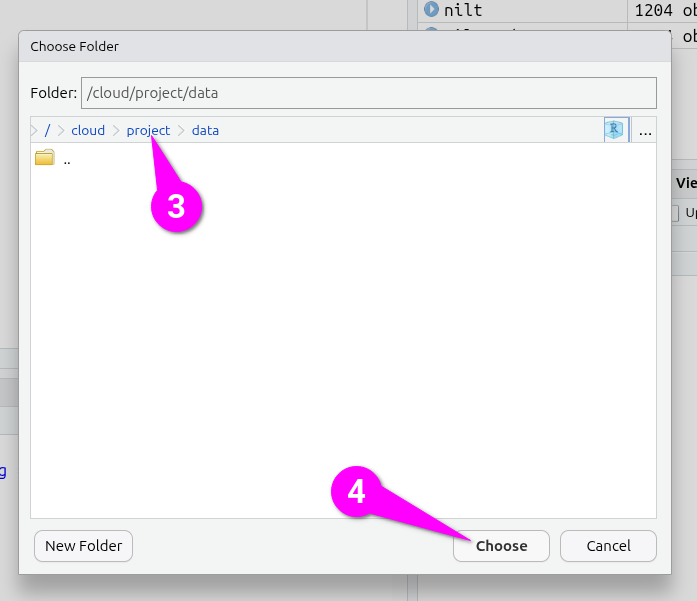 nilt 1204 ob
Choose Folder
Folder: /cloud/project/data
/ cloud project data R ...
..
3
Vie
Up
4
g
New Folder Choose Cancel